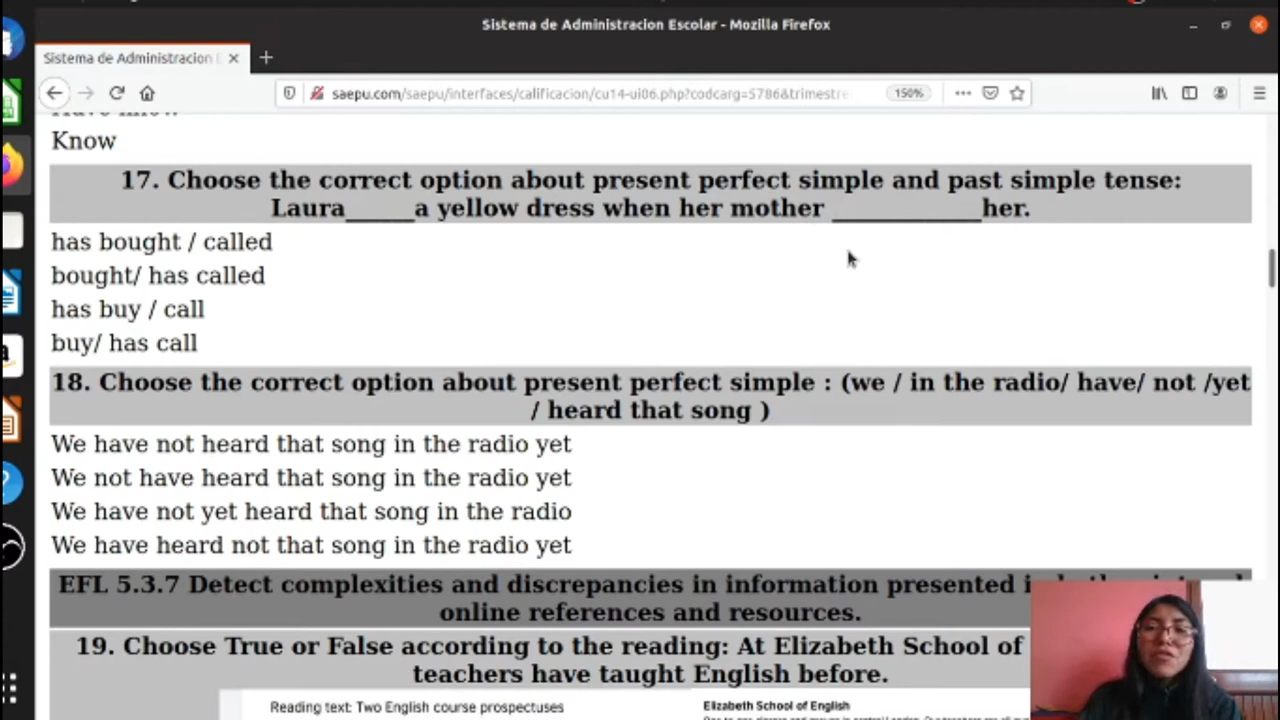 Sistema de Administracion Escolar - Mozilla Firefox
Sistema de Administracion
saepu.com/saepu/interfaces/calificacion/cu14-ui06.php?codcarg=5786&trimestre
150%
Know
17. Choose the correct option about present perfect simple and past simple tense:
Laura_____a yellow dress when her mother ___________her.
has bought / called
bought/ has called
has buy / call
buy/ has call
18. Choose the correct option about present perfect simple : (we / in the radio/ have/ not /yet
/ heard that song )
We have not heard that song in the radio yet
We not have heard that song in the radio yet
We have not yet heard that song in the radio
We have heard not that song in the radio yet
EFL 5.3.7 Detect complexities and discrepancies in information presented
online references and resources.
19. Choose True or False according to the reading: At Elizabeth School of
teachers have taught English before.
Reading text: Two English course prospectuses
Elizabeth School of English